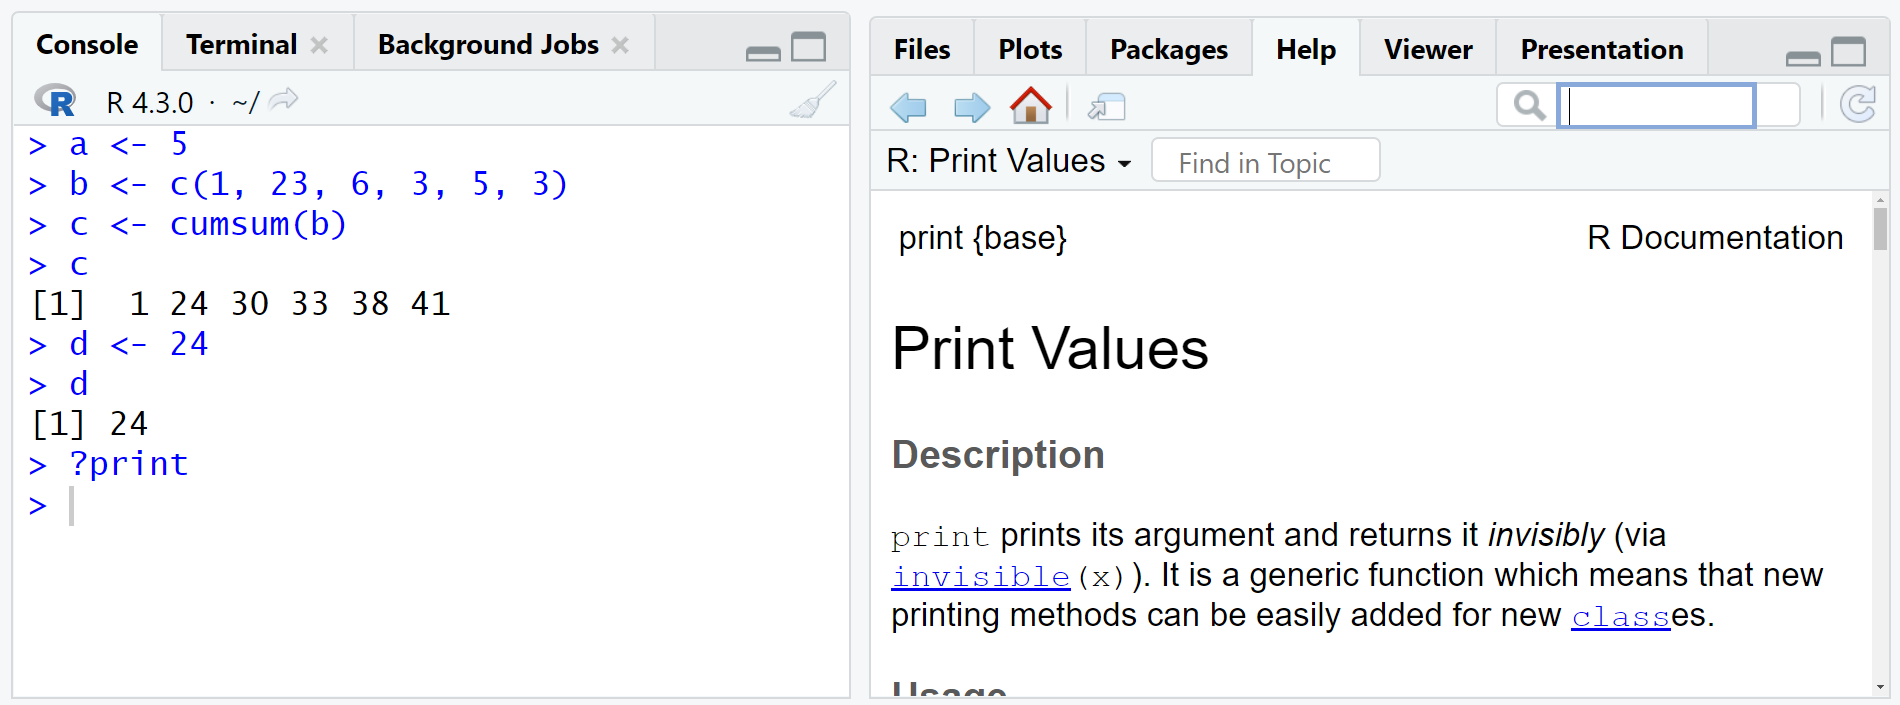 Console Terminal Background Jobs
R R 4.3.0 · ~/
> a <- 5
> b <- c(1, 23, 6, 3, 5, 3)
> c <- cumsum(b)
> c
[1]  1 24 30 33 38 41
> d <- 24
> d
[1] 24
> ?print
>
Files Plots Packages Help Viewer Presentation
R: Print Values Find in Topic
print {base} R Documentation
Print Values
Description
print prints its argument and returns it invisibly (via
invisible(x)). It is a generic function which means that new
printing methods can be easily added for new classes.
Usage